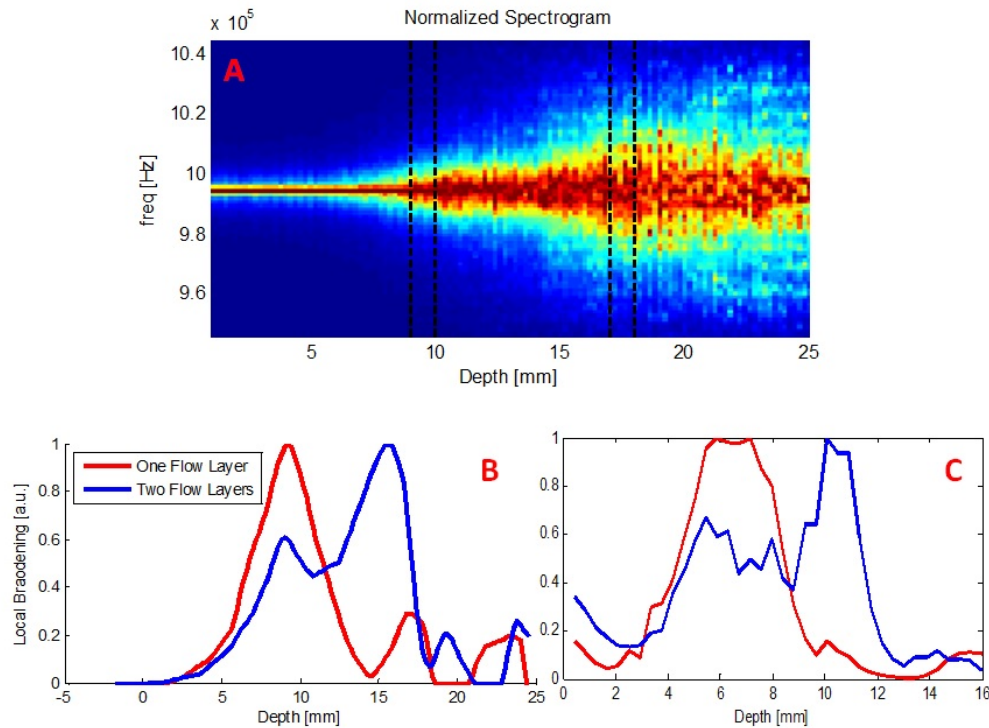 Normalized Spectrogram
x 10⁵
10.4
10.2
10
9.8
9.6
freq [Hz]
A
5 10 15 20 25
Depth [mm]
1
0.8
0.6
0.4
0.2
0
Local Braodening [a.u.]
One Flow Layer
Two Flow Layers
B
-5 0 5 10 15 20 25
Depth [mm]
1
0.8
0.6
0.4
0.2
0
C
0 2 4 6 8 10 12 14 16
Depth [mm]